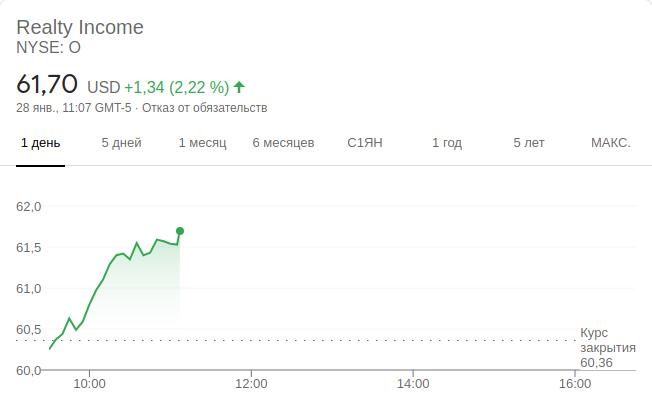 Realty Income
NYSE: O
61,70 USD +1,34 (2,22 %)
28 янв., 11:07 GMT-5 · Отказ от обязательств
1 день 5 дней 1 месяц 6 месяцев С1ЯН 1 год 5 лет МАКС.
62,0
61,5
61,0
60,5
60,0
Курс
закрытия
60,36
10:00 12:00 14:00 16:00